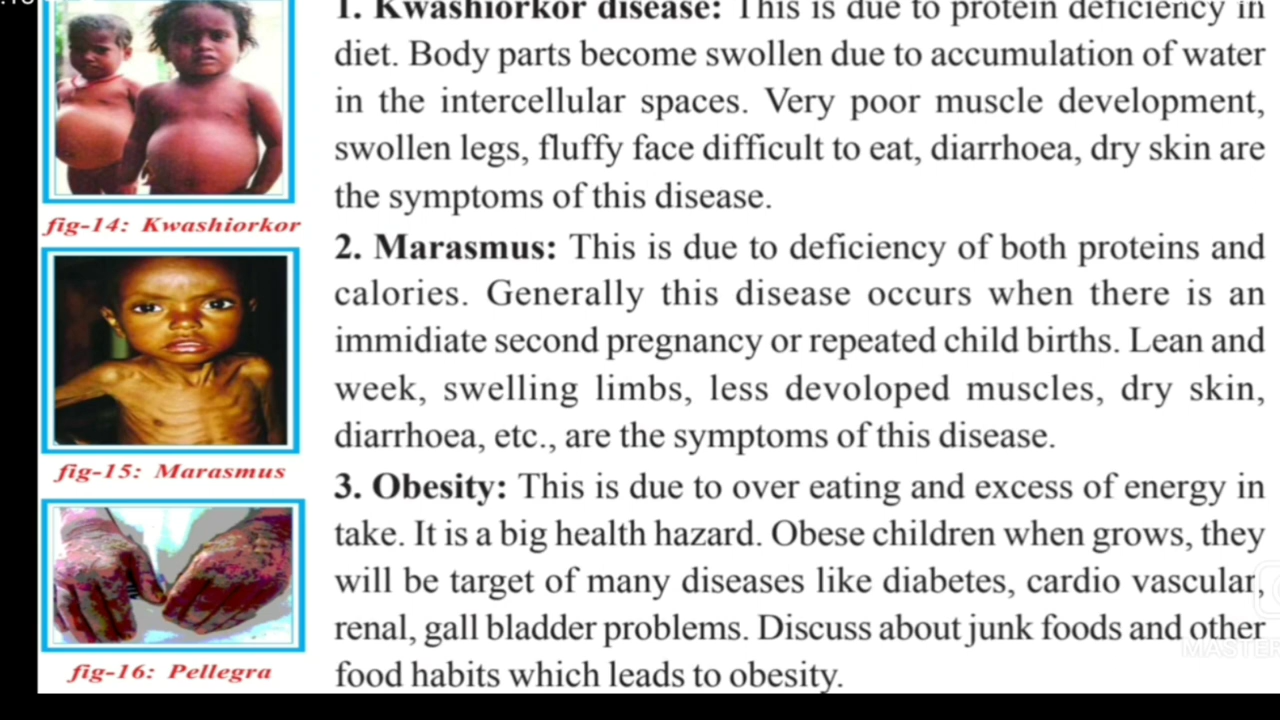 1. Kwashiorkor disease: This is due to protein deficiency in
diet. Body parts become swollen due to accumulation of water
in the intercellular spaces. Very poor muscle development,
swollen legs, fluffy face difficult to eat, diarrhoea, dry skin are
the symptoms of this disease.
fig-14: Kwashiorkor
2. Marasmus: This is due to deficiency of both proteins and
calories. Generally this disease occurs when there is an
immidiate second pregnancy or repeated child births. Lean and
week, swelling limbs, less devoloped muscles, dry skin,
diarrhoea, etc., are the symptoms of this disease.
fig-15: Marasmus
3. Obesity: This is due to over eating and excess of energy in
take. It is a big health hazard. Obese children when grows, they
will be target of many diseases like diabetes, cardio vascular,
renal, gall bladder problems. Discuss about junk foods and other
food habits which leads to obesity.
fig-16: Pellegra